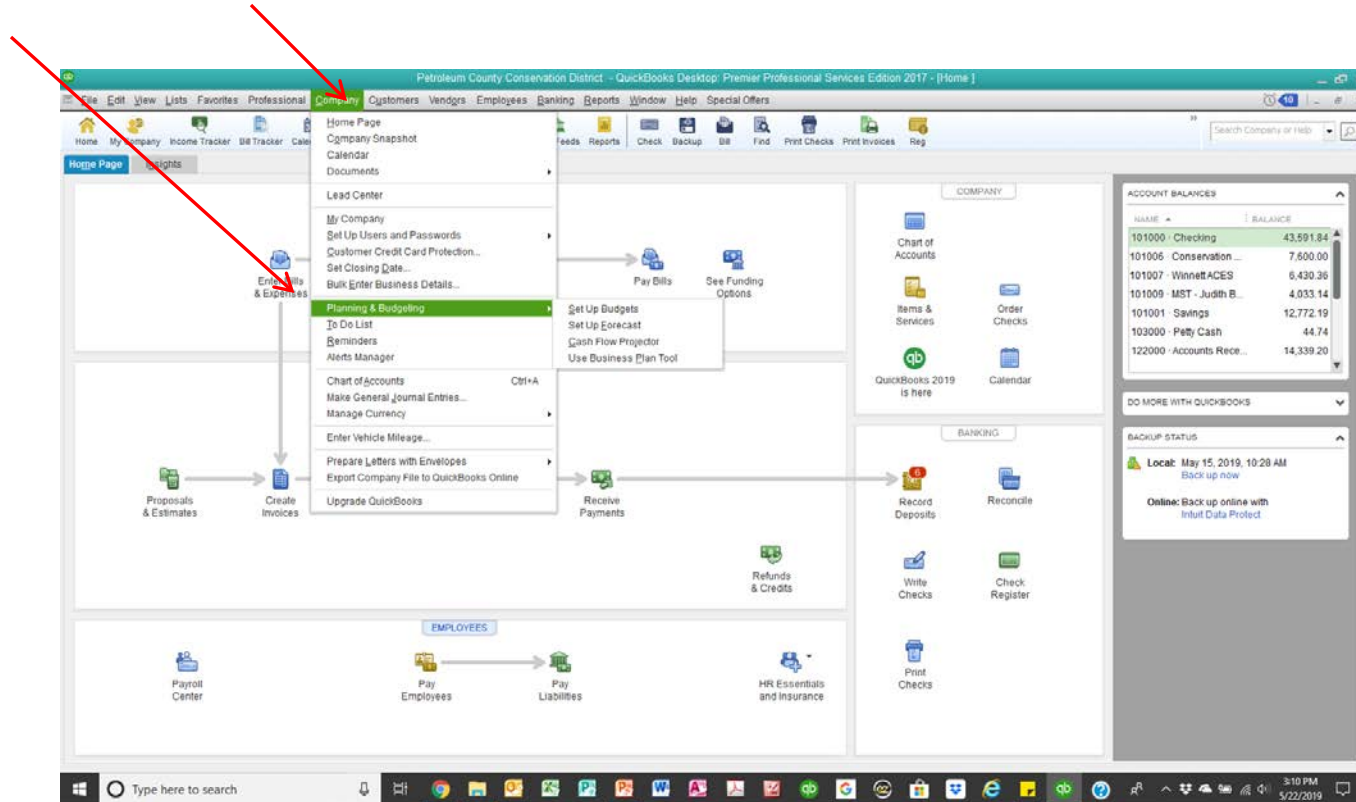 Petroleum County Conservation District - QuickBooks Desktop: Premier Professional Services Edition 2017 - [Home ]
File Edit View Lists Favorites Professional Company Customers Vendors Employees Banking Reports Window Help Special Offers
10
Home My Company Income Tracker Bill Tracker Feeds Reports Check Backup Bill Find Print Checks Print Invoices Reg
Search Company or Help
Home Page Insights
Home Page
Company Snapshot
Calendar
Documents
Lead Center
My Company
Set Up Users and Passwords
Customer Credit Card Protection...
Set Closing Date...
Bulk Enter Business Details...
Planning & Budgeting
To Do List
Reminders
Alerts Manager
Chart of Accounts Ctrl+A
Make General Journal Entries...
Manage Currency
Enter Vehicle Mileage...
Prepare Letters with Envelopes
Export Company File to QuickBooks Online
Upgrade QuickBooks
Set Up Budgets
Set Up Forecast
Cash Flow Projector
Use Business Plan Tool
Enter Bills
& Expenses
Pay Bills
See Funding
Options
Proposals
& Estimates
Create
Invoices
Receive
Payments
Refunds
& Credits
EMPLOYEES
Payroll
Center
Pay
Employees
Pay
Liabilities
HR Essentials
and Insurance
COMPANY
Chart of
Accounts
Items &
Services
Order
Checks
qb
QuickBooks 2019
is here
Calendar
BANKING
6
Record
Deposits
Reconcile
Write
Checks
Check
Register
Print
Checks
ACCOUNT BALANCES
NAME BALANCE
101000 · Checking 43,591.84
101006 · Conservation ... 7,600.00
101007 · Winnett ACES 6,430.36
101009 · MST - Judith B... 4,033.14
101001 · Savings 12,772.19
103000 · Petty Cash 44.74
122000 · Accounts Rece... 14,339.20
DO MORE WITH QUICKBOOKS
BACKUP STATUS
Local: May 15, 2019, 10:28 AM
Back up now
Online: Back up online with
Intuit Data Protect
Type here to search
3:10 PM
5/22/2019